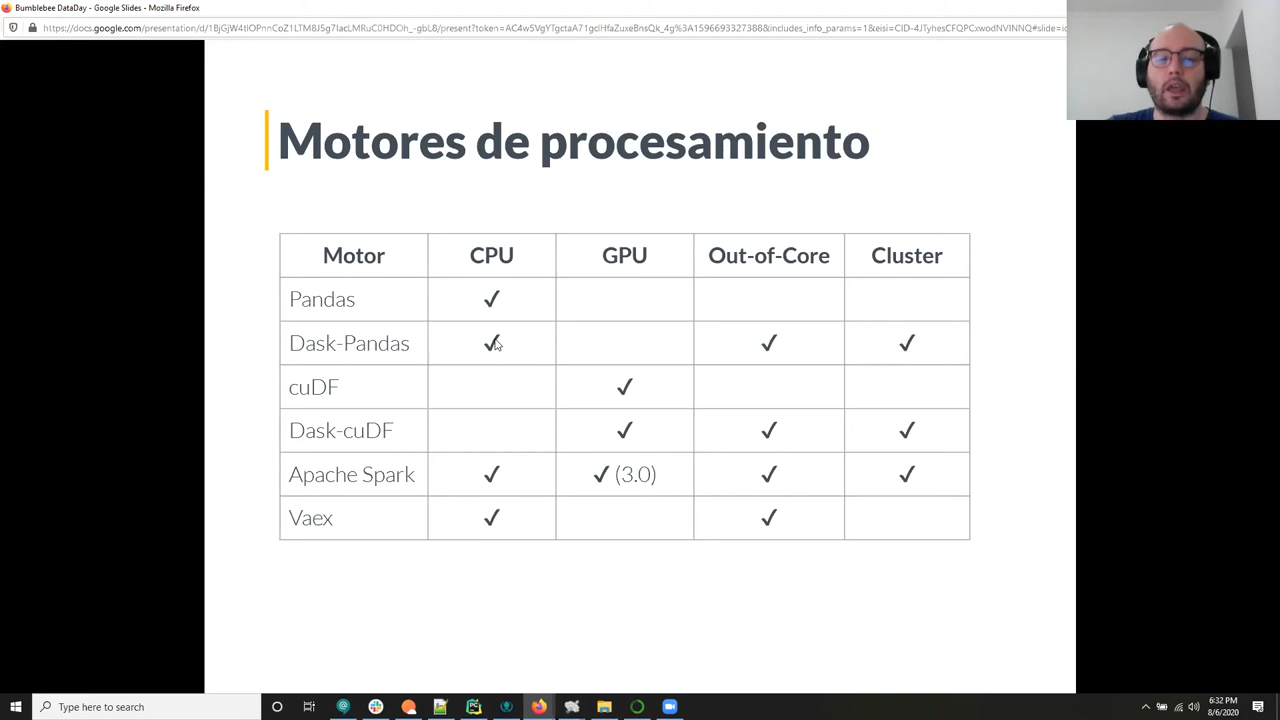 Bumblebee DataDay - Google Slides - Mozilla Firefox
Motores de procesamiento
Motor CPU GPU Out-of-Core Cluster
Pandas ✓
Dask-Pandas ✓ ✓ ✓
cuDF ✓
Dask-cuDF ✓ ✓ ✓
Apache Spark ✓ ✓ (3.0) ✓ ✓
Vaex ✓ ✓
Type here to search
6:32 PM
8/6/2020